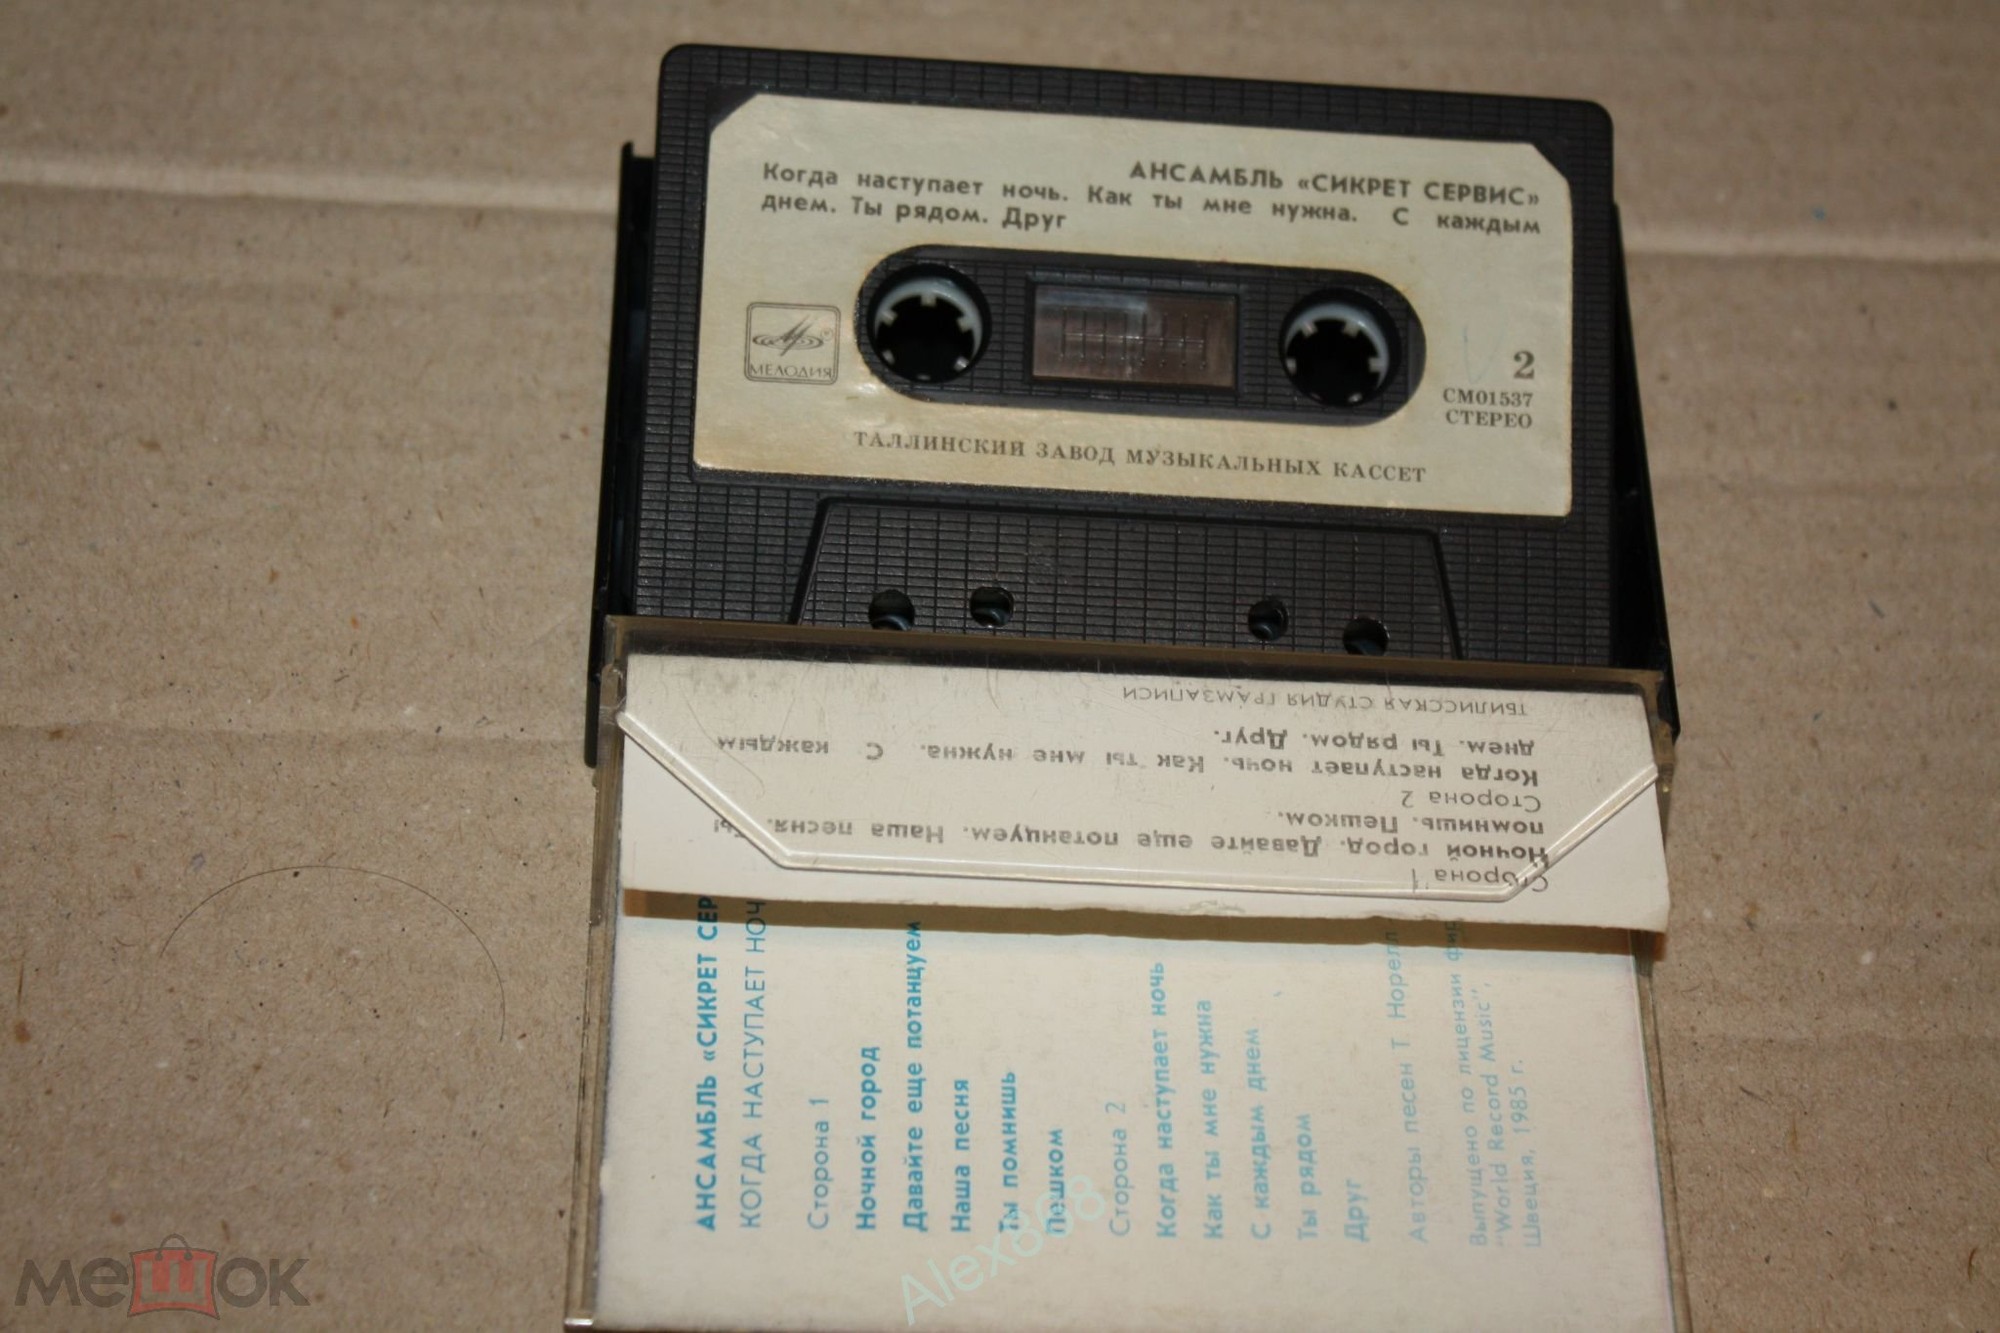 АНСАМБЛЬ «СИКРЕТ СЕРВИС»
Когда наступает ночь. Как ты мне нужна. С каждым
днем. Ты рядом. Друг
МЕЛОДИЯ
2
СМ01537
СТЕРЕО
ТАЛЛИНСКИЙ ЗАВОД МУЗЫКАЛЬНЫХ КАССЕТ
Сторона 1
Ночной город. Давайте еще потанцуем. Наша песня. Ты
помнишь. Пешком.
Сторона 2
Когда наступает ночь. Как ты мне нужна. С каждым
днем. Ты рядом. Друг.
ТБИЛИССКАЯ СТУДИЯ ГРАМЗАПИСИ
АНСАМБЛЬ «СИКРЕТ СЕР
КОГДА НАСТУПАЕТ НОЧ
Сторона 1
Ночной город
Давайте еще потанцуем
Наша песня
Ты помнишь
Пешком
Сторона 2
Когда наступает ночь
Как ты мне нужна
С каждым днем
Ты рядом
Друг
Авторы песен Т. Норелл
Выпущено по лицензии
"World Record Music",
Швеция, 1985 г.
Alex868
мешок